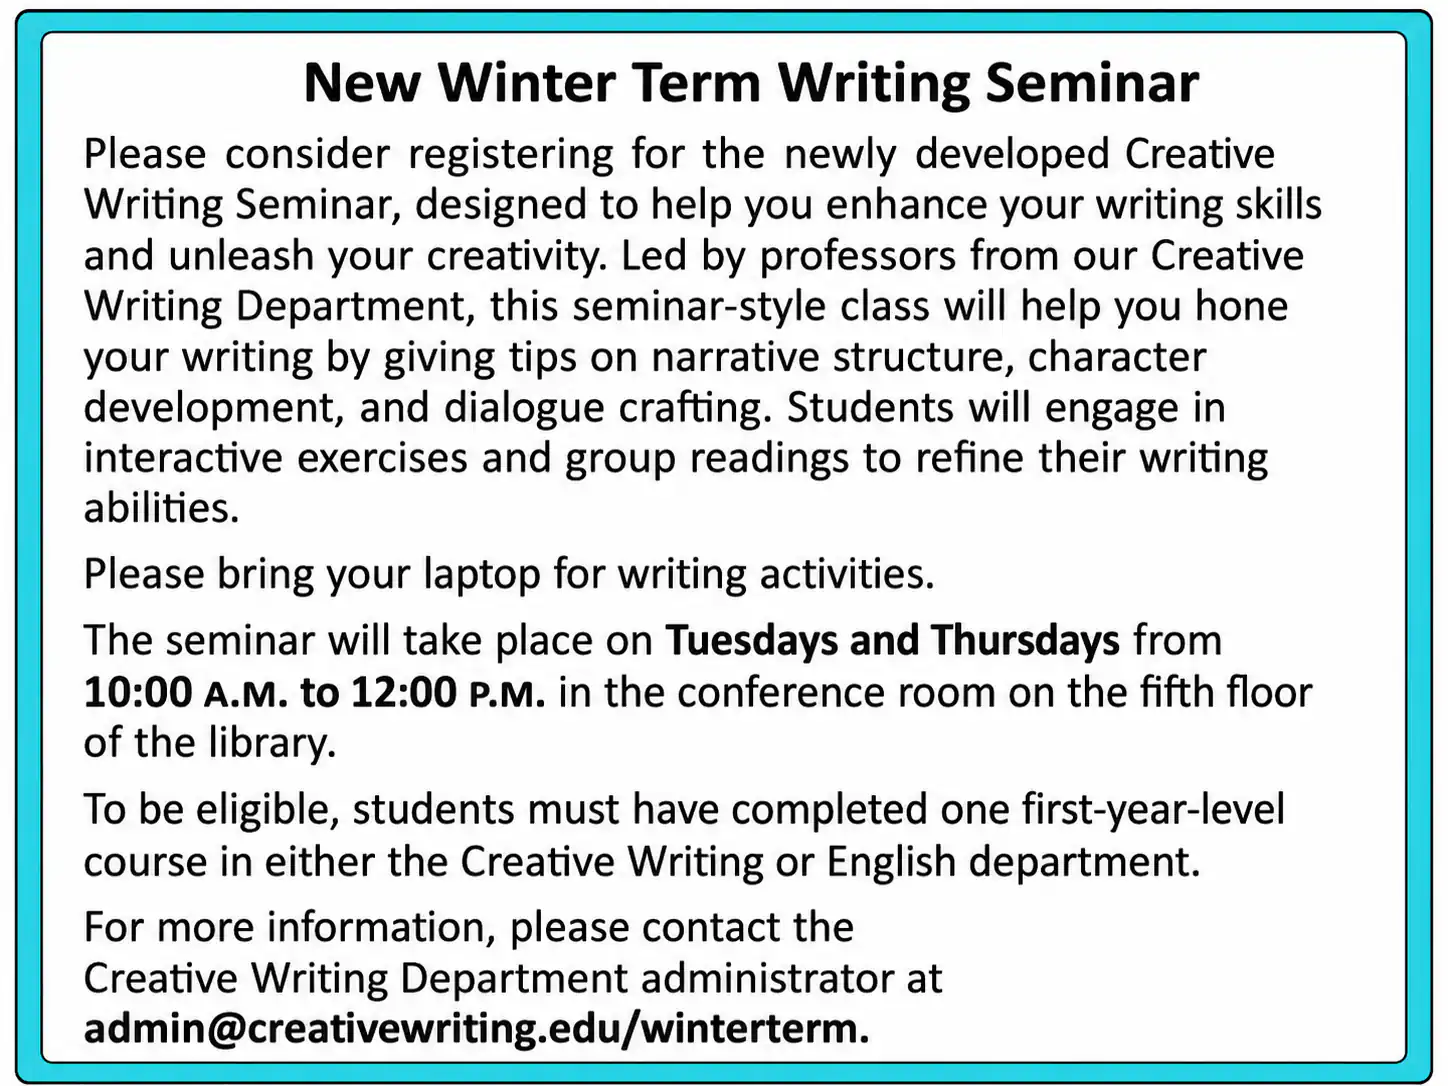 New Winter Term Writing Seminar
Please consider registering for the newly developed Creative
Writing Seminar, designed to help you enhance your writing skills
and unleash your creativity. Led by professors from our Creative
Writing Department, this seminar-style class will help you hone
your writing by giving tips on narrative structure, character
development, and dialogue crafting. Students will engage in
interactive exercises and group readings to refine their writing
abilities.
Please bring your laptop for writing activities.
The seminar will take place on Tuesdays and Thursdays from
10:00 A.M. to 12:00 P.M. in the conference room on the fifth floor
of the library.
To be eligible, students must have completed one first-year-level
course in either the Creative Writing or English department.
For more information, please contact the
Creative Writing Department administrator at
admin@creativewriting.edu/winterterm.